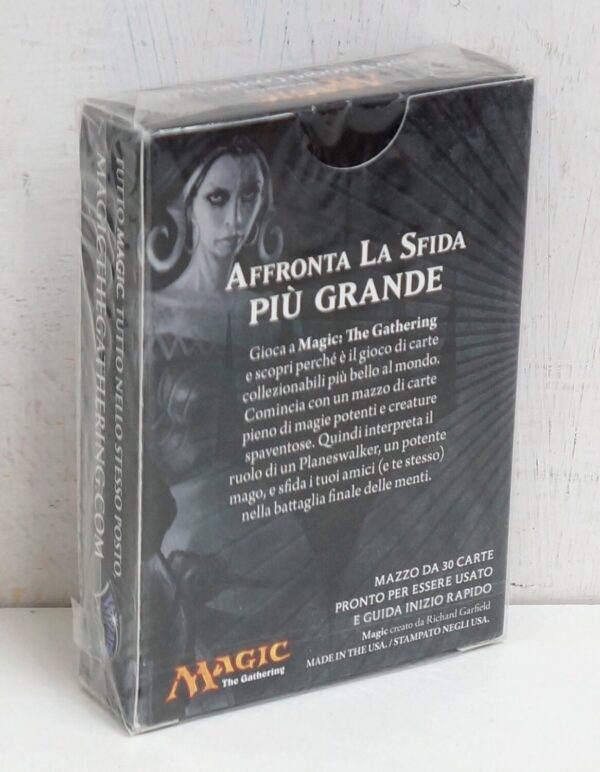 MAGIC
AFFRONTA LA SFIDA
PIÙ GRANDE
Gioca a Magic: The Gathering
e scopri perché è il gioco di carte
collezionabili più bello al mondo.
Comincia con un mazzo di carte
pieno di magie potenti e creature
spaventose. Quindi interpreta il
ruolo di un Planeswalker, un potente
mago, e sfida i tuoi amici (e te stesso)
nella battaglia finale delle menti.
MAZZO DA 30 CARTE
PRONTO PER ESSERE USATO
E GUIDA INIZIO RAPIDO
Magic creato da Richard Garfield
MADE IN THE USA. / STAMPATO NEGLI USA.
MAGIC
The Gathering
TUTTO MAGIC. TUTTO NELLO STESSO POSTO.
MAGICTHEGATHERING.COM